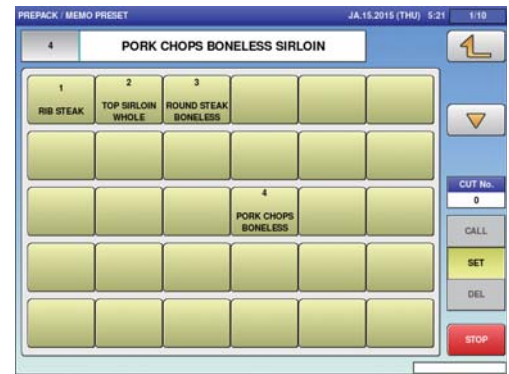 PREPACK / MEMO PRESET JA.15.2015 (THU) 5:21 1/10
4 PORK CHOPS BONELESS SIRLOIN
1 2 3
RIB STEAK TOP SIRLOIN WHOLE ROUND STEAK BONELESS
CUT No.
0
4
PORK CHOPS BONELESS
CALL
SET
DEL
STOP